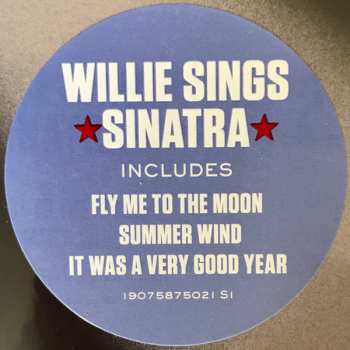 WILLIE SINGS
SINATRA
INCLUDES
FLY ME TO THE MOON
SUMMER WIND
IT WAS A VERY GOOD YEAR
19075875021 S1